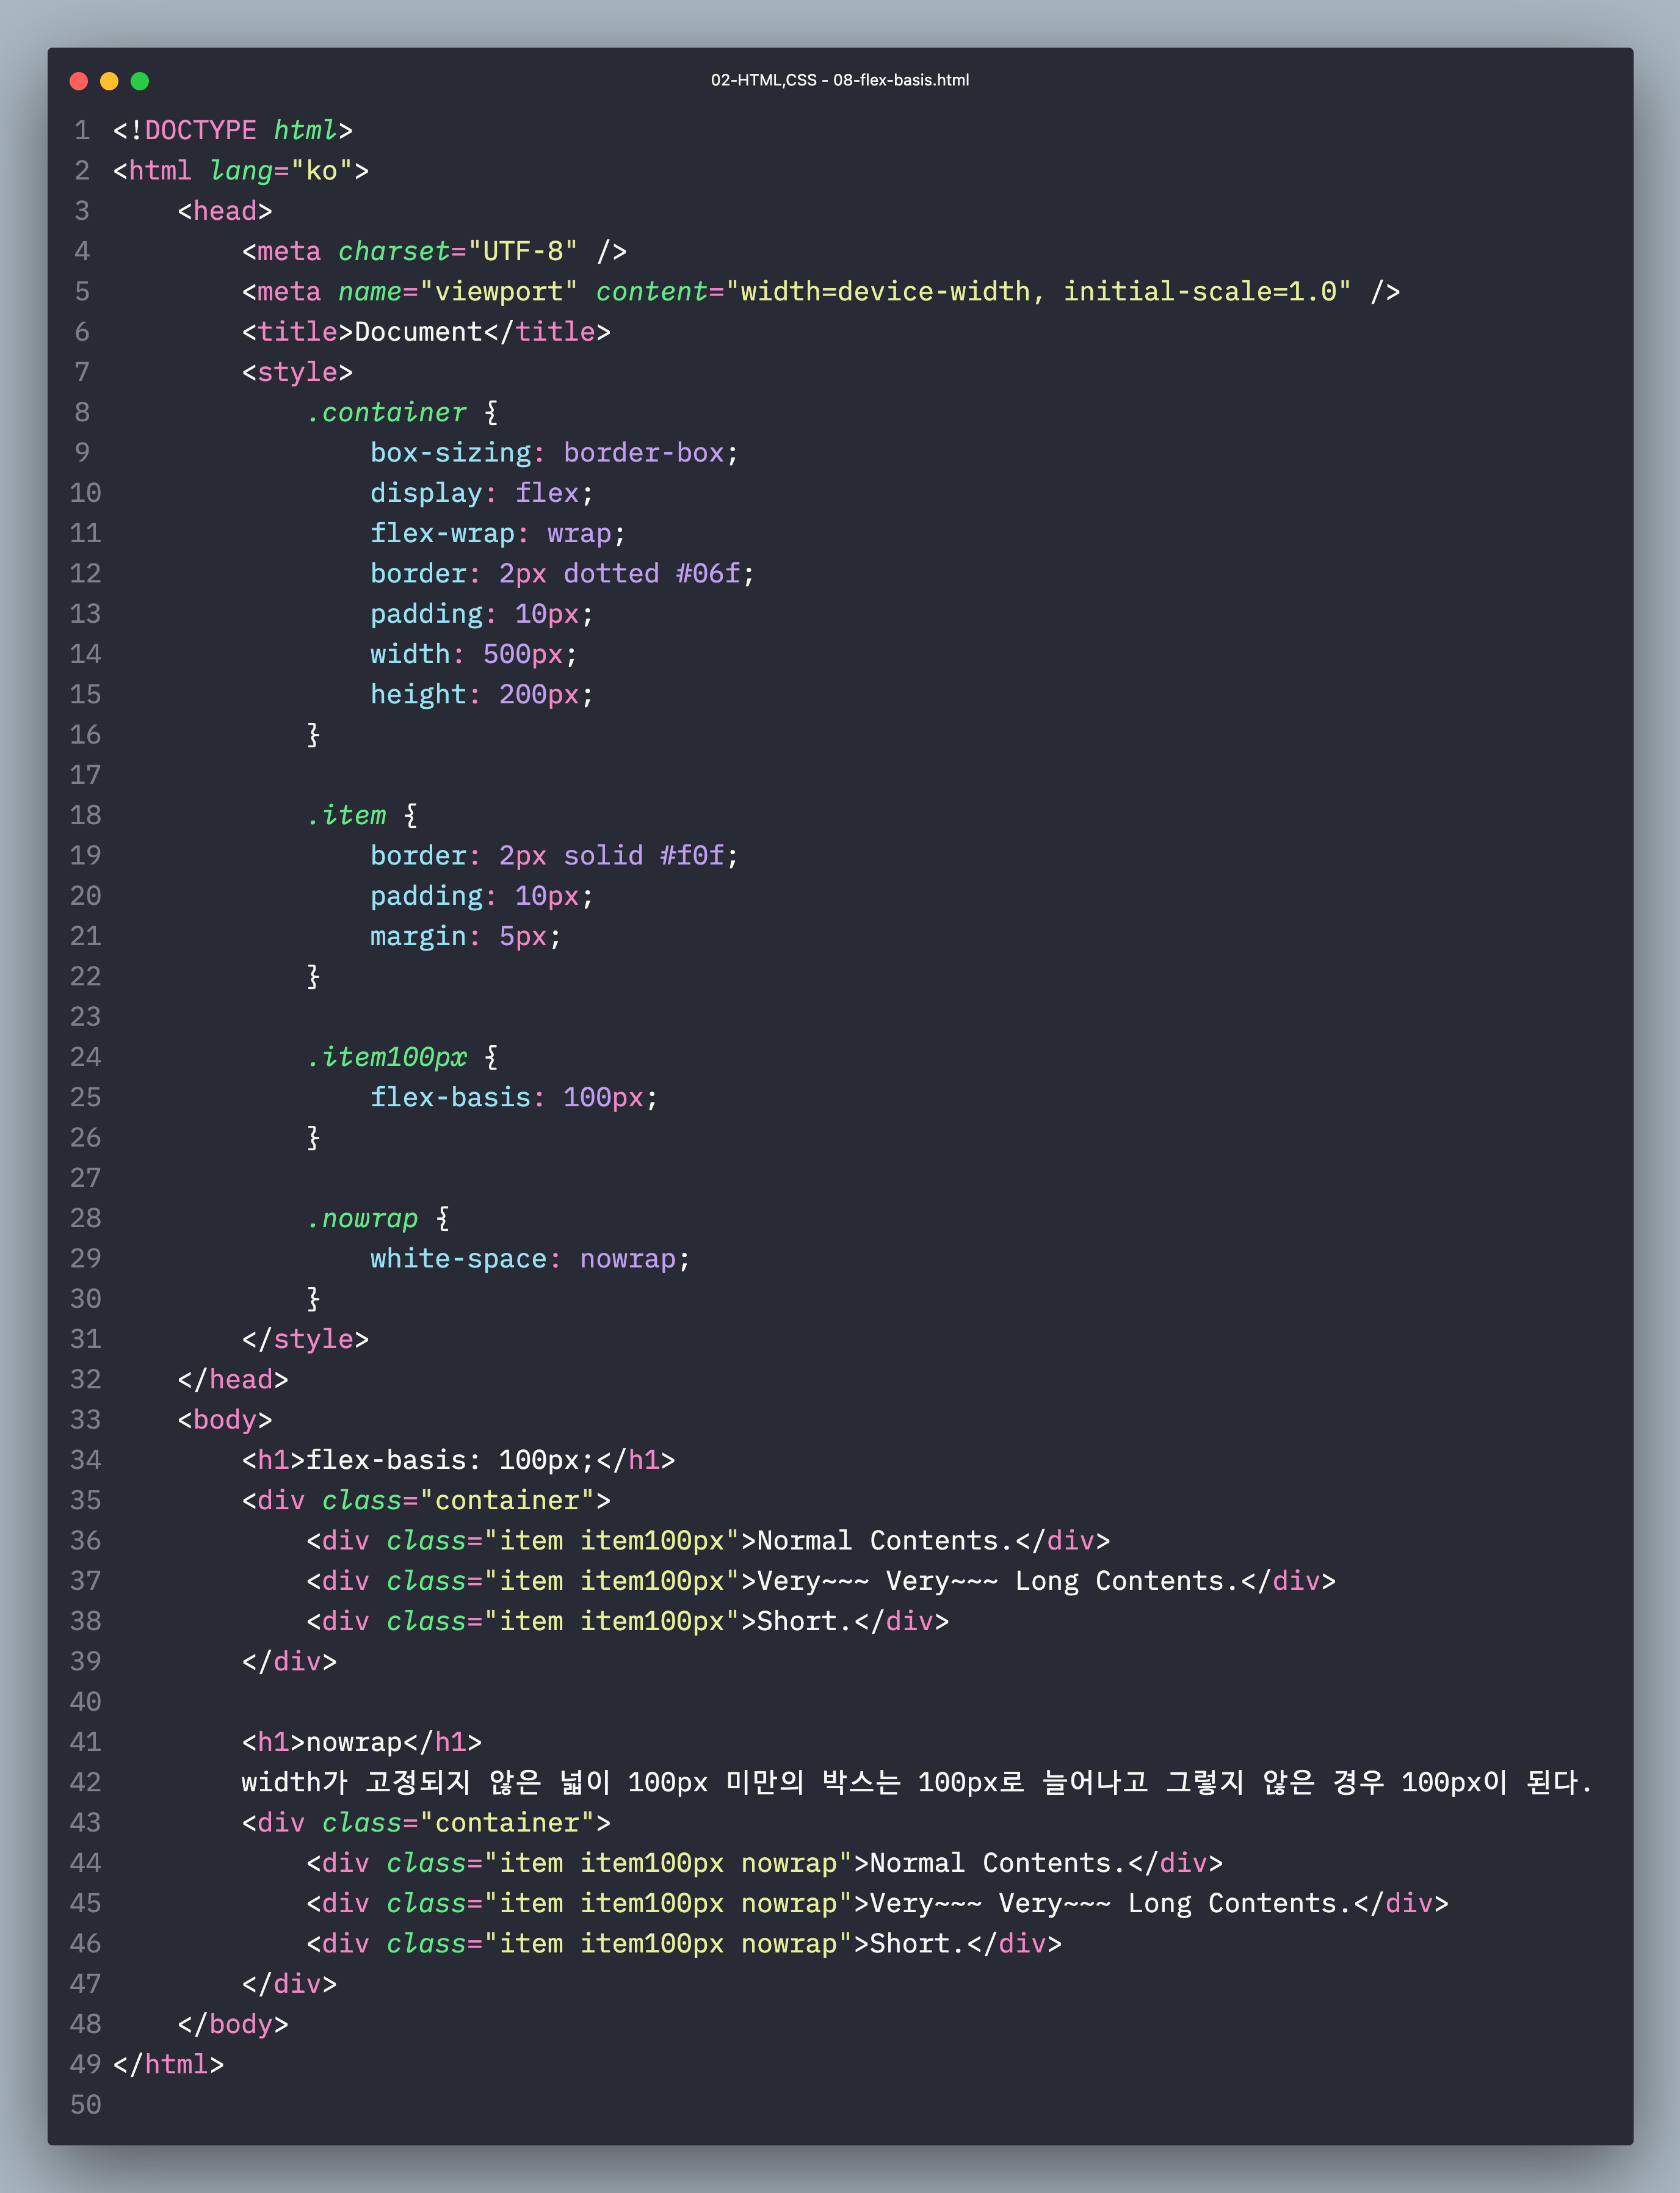 02-HTML,CSS - 08-flex-basis.html
1 <!DOCTYPE html>
2 <html lang="ko">
3     <head>
4         <meta charset="UTF-8" />
5         <meta name="viewport" content="width=device-width, initial-scale=1.0" />
6         <title>Document</title>
7         <style>
8             .container {
9                 box-sizing: border-box;
10                 display: flex;
11                 flex-wrap: wrap;
12                 border: 2px dotted #06f;
13                 padding: 10px;
14                 width: 500px;
15                 height: 200px;
16             }
17
18             .item {
19                 border: 2px solid #f0f;
20                 padding: 10px;
21                 margin: 5px;
22             }
23
24             .item100px {
25                 flex-basis: 100px;
26             }
27
28             .nowrap {
29                 white-space: nowrap;
30             }
31         </style>
32     </head>
33     <body>
34         <h1>flex-basis: 100px;</h1>
35         <div class="container">
36             <div class="item item100px">Normal Contents.</div>
37             <div class="item item100px">Very~~~ Very~~~ Long Contents.</div>
38             <div class="item item100px">Short.</div>
39         </div>
40
41         <h1>nowrap</h1>
42         width가 고정되지 않은 넓이 100px 미만의 박스는 100px로 늘어나고 그렇지 않은 경우 100px이 된다.
43         <div class="container">
44             <div class="item item100px nowrap">Normal Contents.</div>
45             <div class="item item100px nowrap">Very~~~ Very~~~ Long Contents.</div>
46             <div class="item item100px nowrap">Short.</div>
47         </div>
48     </body>
49 </html>
50